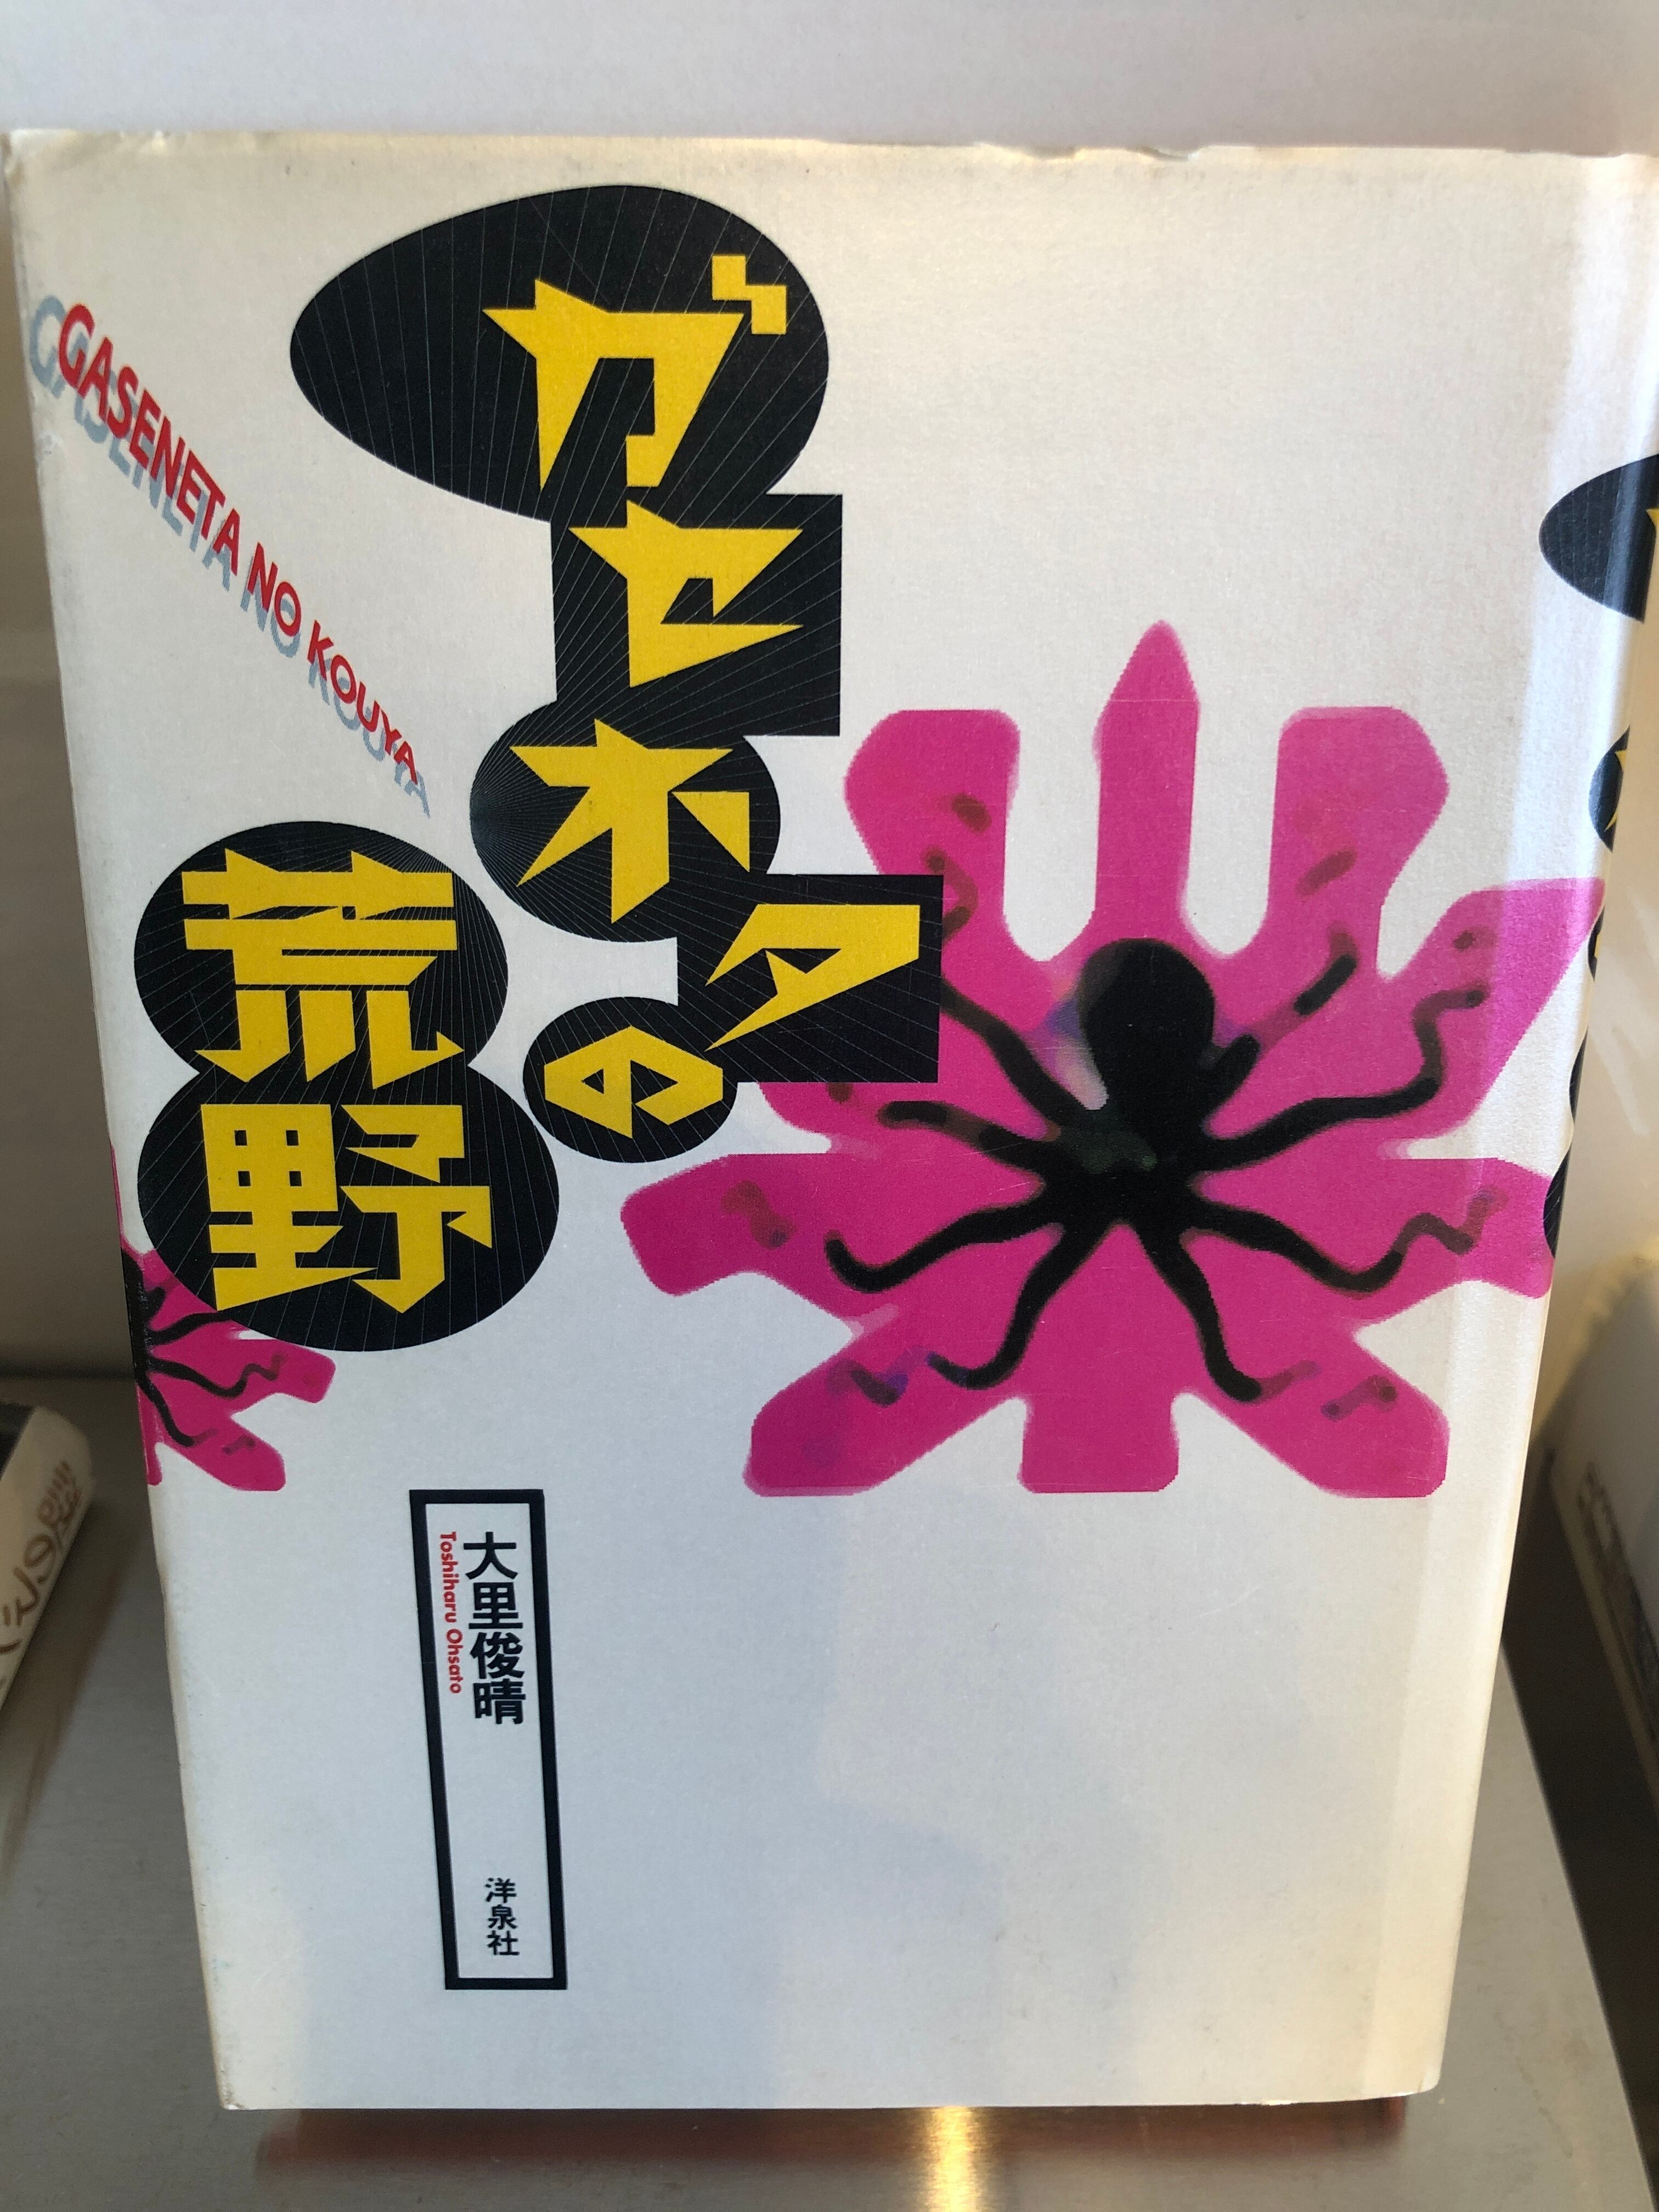 ガセネタの
荒野
GASENETA NO KOUYA
大里俊晴
Toshiharu Ohsato
洋泉社